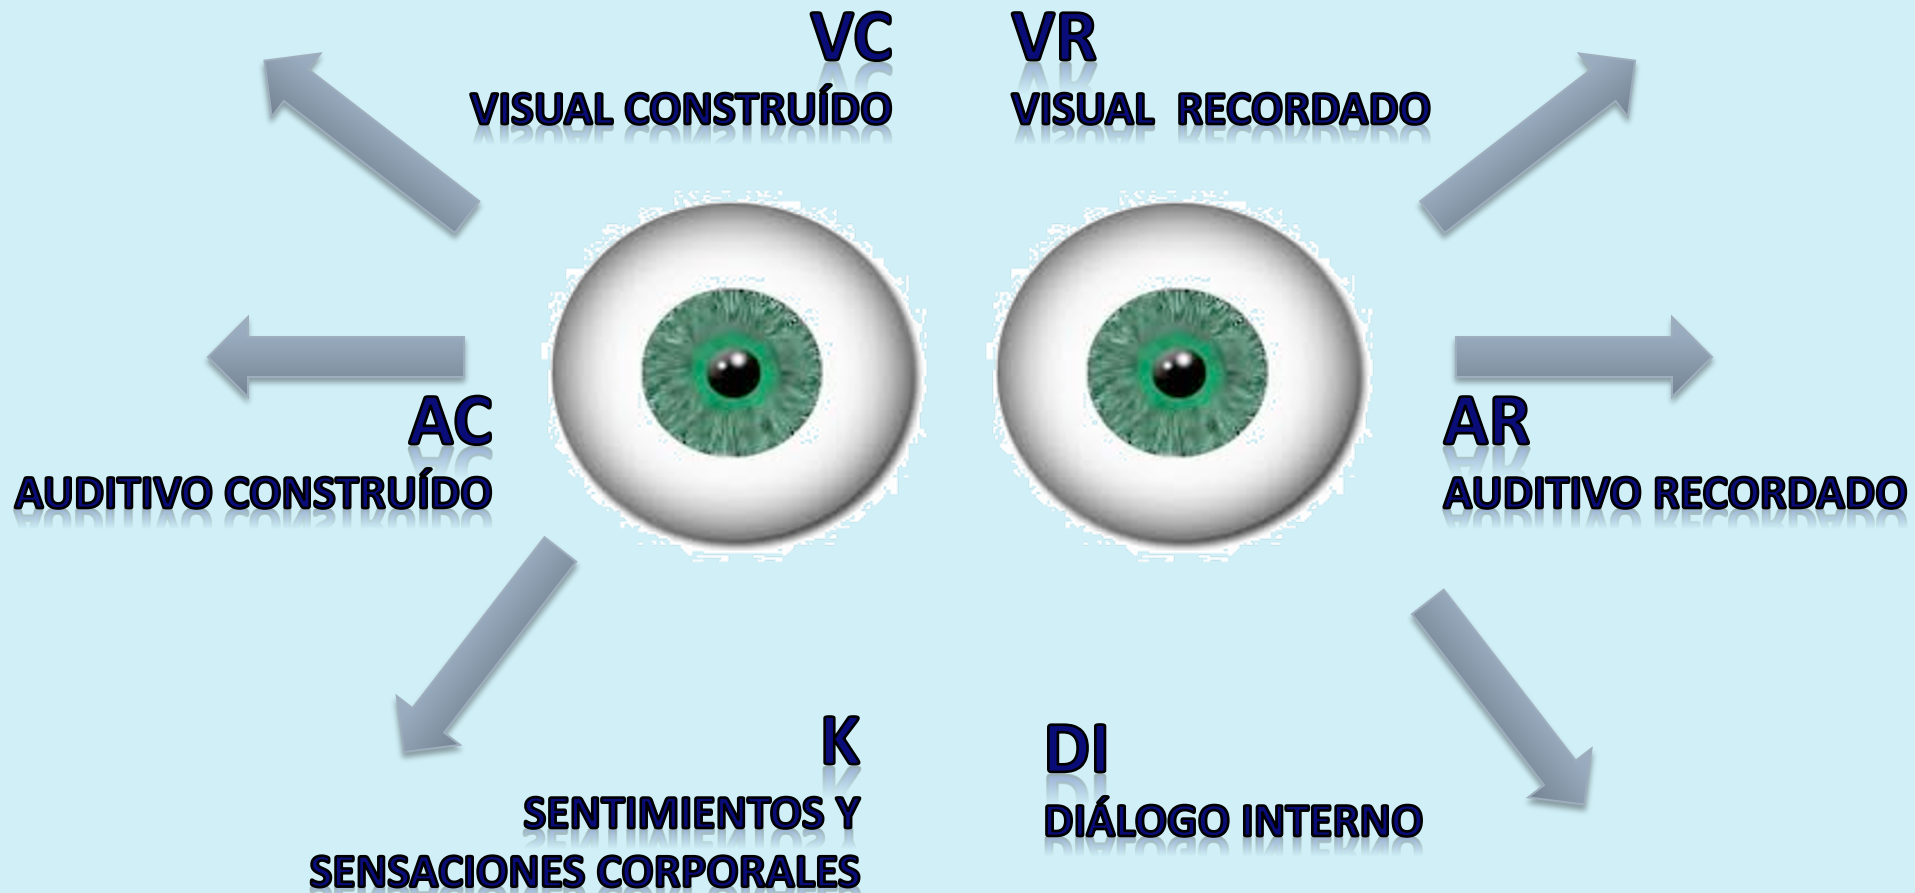 VC
VISUAL CONSTRUÍDO
VR
VISUAL RECORDADO
AC
AUDITIVO CONSTRUÍDO
AR
AUDITIVO RECORDADO
K
SENTIMIENTOS Y
SENSACIONES CORPORALES
DI
DIÁLOGO INTERNO